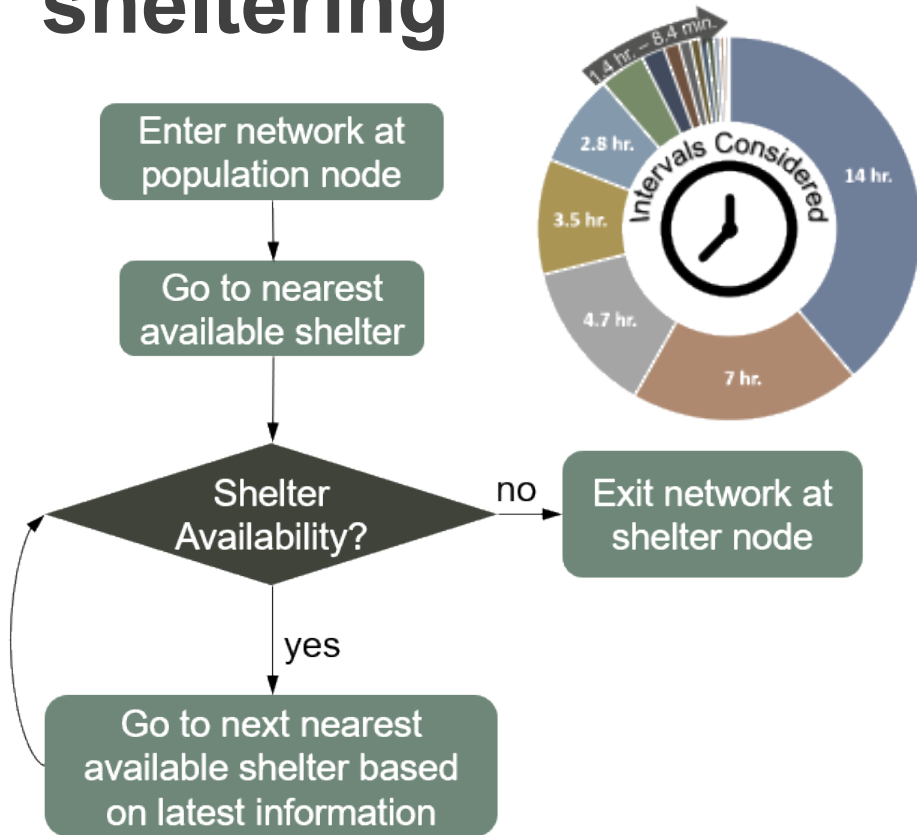 sheltering
Enter network at
population node
Go to nearest
available shelter
Shelter
Availability?
no
Exit network at
shelter node
yes
Go to next nearest
available shelter based
on latest information
1.4 hr. – 8.4 min.
Intervals Considered
14 hr.
7 hr.
4.7 hr.
3.5 hr.
2.8 hr.